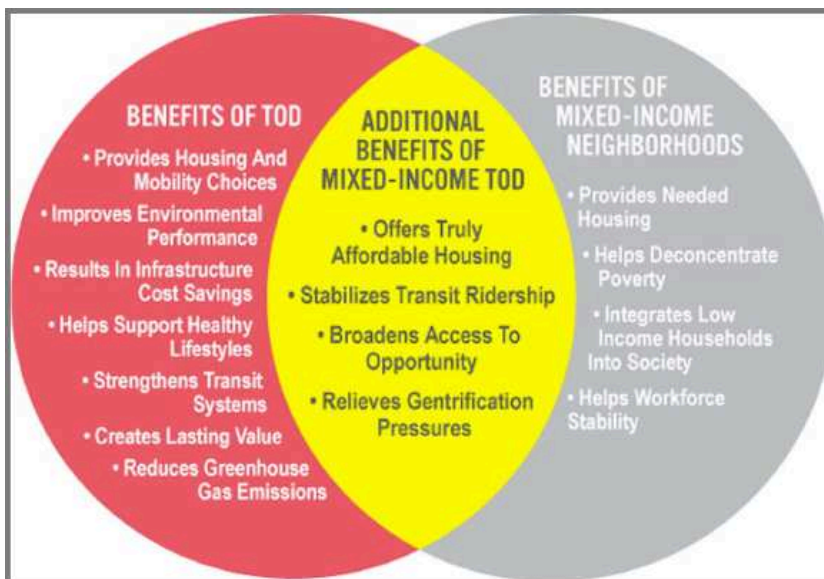 BENEFITS OF TOD
• Provides Housing And
Mobility Choices
• Improves Environmental
Performance
• Results In Infrastructure
Cost Savings
• Helps Support Healthy
Lifestyles
• Strengthens Transit
Systems
• Creates Lasting Value
• Reduces Greenhouse
Gas Emissions
ADDITIONAL
BENEFITS OF
MIXED-INCOME TOD
• Offers Truly
Affordable Housing
• Stabilizes Transit Ridership
• Broadens Access To
Opportunity
• Relieves Gentrification
Pressures
BENEFITS OF
MIXED-INCOME
NEIGHBORHOODS
• Provides Needed
Housing
• Helps Deconcentrate
Poverty
• Integrates Low
Income Households
Into Society
• Helps Workforce
Stability